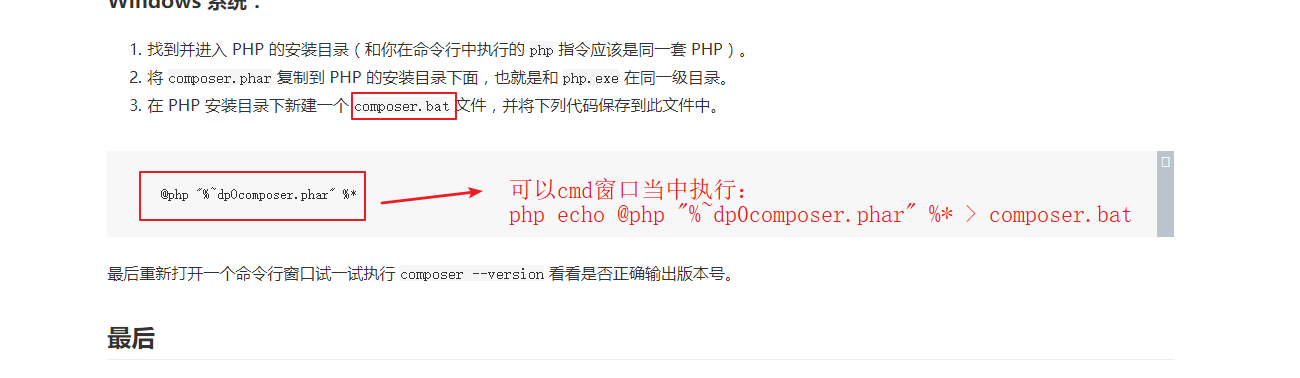 Windows 系统：
1. 找到并进入 PHP 的安装目录（和你在命令行中执行的 php 指令应该是同一套 PHP）。
2. 将 composer.phar 复制到 PHP 的安装目录下面，也就是和 php.exe 在同一级目录。
3. 在 PHP 安装目录下新建一个 composer.bat 文件，并将下列代码保存到此文件中。
@php "%~dp0composer.phar" %*
可以cmd窗口当中执行：
php echo @php "%~dp0composer.phar" %* > composer.bat
最后重新打开一个命令行窗口试一试执行 composer --version 看看是否正确输出版本号。
最后